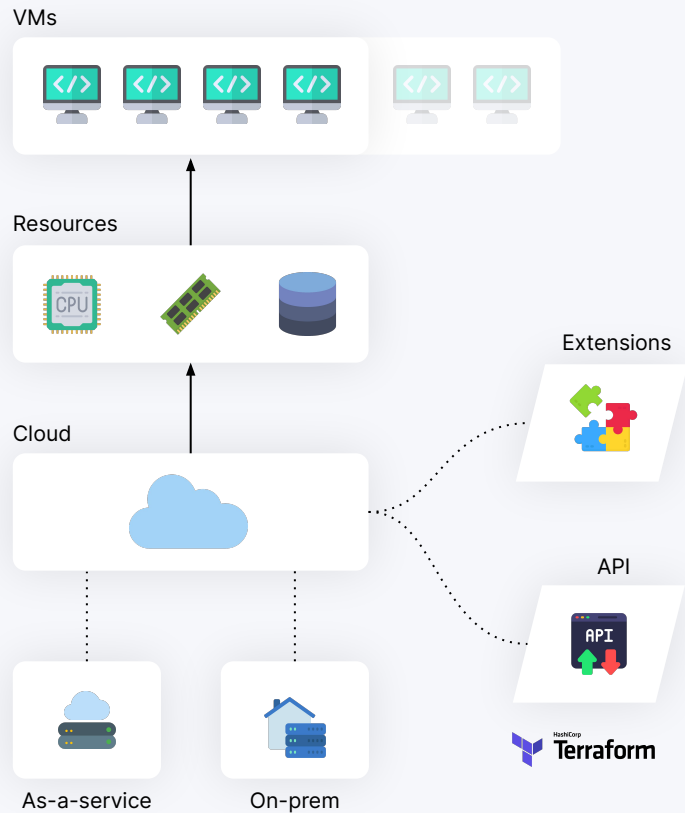 VMs
</> </> </> </> </> </>
Resources
CPU
Extensions
Cloud
API
API
HashiCorp
Terraform
As-a-service
On-prem